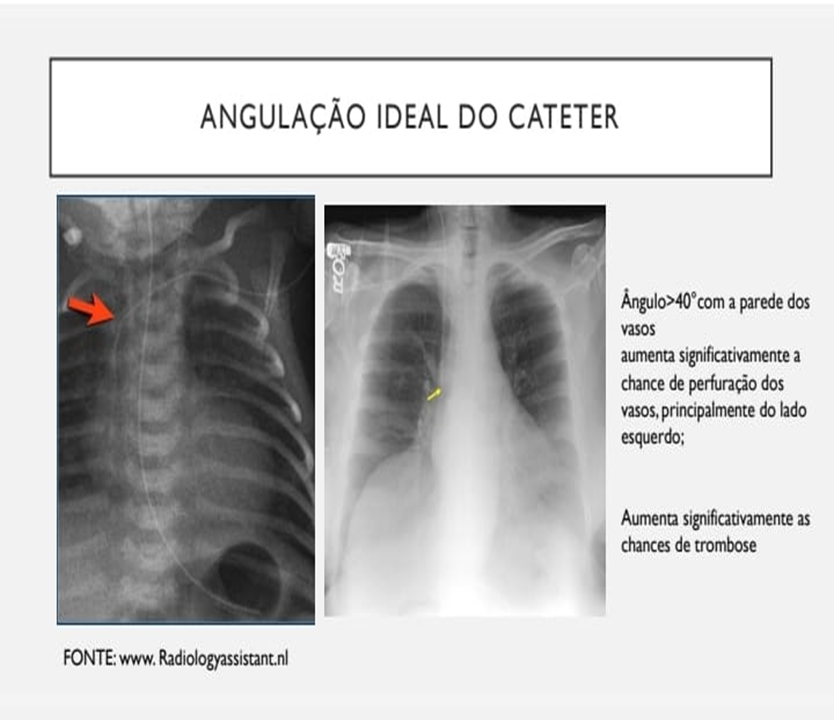 ANGULAÇÃO IDEAL DO CATETER
Ângulo>40°com a parede dos
vasos
aumenta significativamente a
chance de perfuração dos
vasos, principalmente do lado
esquerdo;
Aumenta significativamente as
chances de trombose
FONTE: www. Radiologyassistant.nl